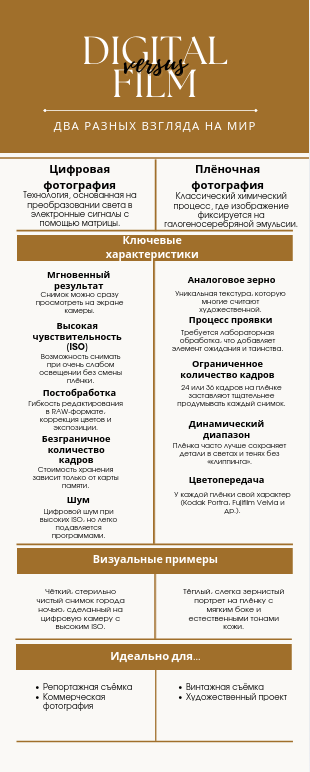 DIGITAL
versus
FILM
ДВА РАЗНЫХ ВЗГЛЯДА НА МИР
Цифровая
фотография
Технология, основанная на
преобразовании света в
электронные сигналы с
помощью матрицы.
Плёночная
фотография
Классический химический
процесс, где изображение
фиксируется на
галогеносеребряной эмульсии.
Ключевые
характеристики
Мгновенный
результат
Снимок можно сразу
просмотреть на экране
камеры.
Высокая
чувствительность
(ISO)
Возможность снимать
при очень слабом
освещении без смены
плёнки.
Постобработка
Гибкость редактирования
в RAW-формате,
коррекция цветов и
экспозиции.
Безграничное
количество
кадров
Стоимость хранения
зависит только от карты
памяти.
Шум
Цифровой шум при
высоких ISO, но легко
подавляется
программами.
Аналоговое зерно
Уникальная текстура, которую
многие считают
художественной.
Процесс проявки
Требуется лабораторная
обработка, что добавляет
элемент ожидания и таинства.
Ограниченное
количество кадров
24 или 36 кадров на плёнке
заставляют тщательнее
продумывать каждый снимок.
Динамический
диапазон
Плёнка часто лучше сохраняет
детали в светах и тенях без
«клиппинга».
Цветопередача
У каждой плёнки свой характер
(Kodak Portra, Fujifilm Velvia и
др.).
Визуальные примеры
Чёткий, стерильно
чистый снимок города
ночью, сделанный на
цифровую камеру с
высоким ISO.
Тёплый, слегка зернистый
портрет на плёнку с
мягким боке и
естественными тонами
кожи.
Идеально для...
• Репортажная съёмка
• Коммерческая
фотография
• Винтажная съёмка
• Художественный проект